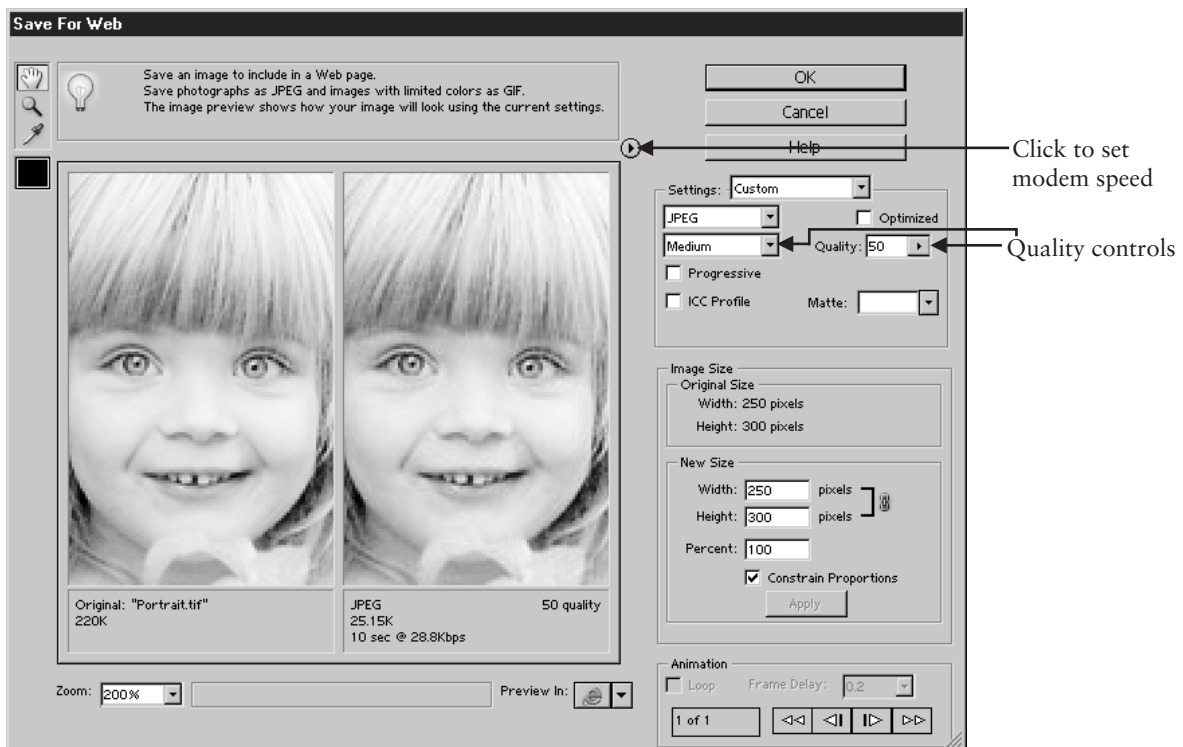 Save For Web
Save an image to include in a Web page.
Save photographs as JPEG and images with limited colors as GIF.
The image preview shows how your image will look using the current settings.
OK
Cancel
Help
Click to set
modem speed
Settings: Custom
JPEG
Optimized
Medium
Quality: 50
Quality controls
Progressive
ICC Profile
Matte:
Image Size
Original Size
Width: 250 pixels
Height: 300 pixels
New Size
Width: 250 pixels
Height: 300 pixels
Percent: 100
Constrain Proportions
Apply
Original: "Portrait.tif"
220K
JPEG 50 quality
25.15K
10 sec @ 28.8Kbps
Zoom: 200%
Preview In:
Animation
Loop Frame Delay: 0.2
1 of 1